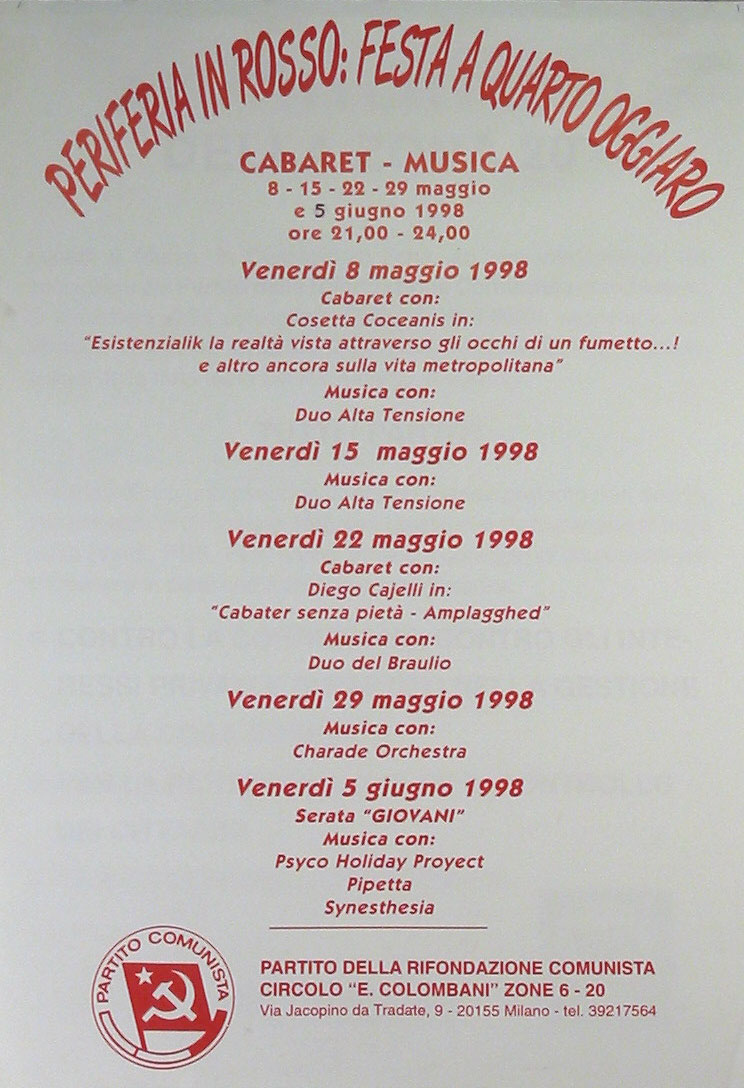 PERIFERIA IN ROSSO: FESTA A QUARTO OGGIARO
CABARET - MUSICA
8 - 15 - 22 - 29 maggio
e 5 giugno 1998
ore 21,00 - 24,00
Venerdì 8 maggio 1998
Cabaret con:
Cosetta Coceanis in:
"Esistenzialik la realtà vista attraverso gli occhi di un fumetto...!
e altro ancora sulla vita metropolitana"
Musica con:
Duo Alta Tensione
Venerdì 15 maggio 1998
Musica con:
Duo Alta Tensione
Venerdì 22 maggio 1998
Cabaret con:
Diego Cajelli in:
"Cabater senza pietà - Amplagghed"
Musica con:
Duo del Braulio
Venerdì 29 maggio 1998
Musica con:
Charade Orchestra
Venerdì 5 giugno 1998
Serata "GIOVANI"
Musica con:
Psyco Holiday Proyect
Pipetta
Synesthesia
PARTITO COMUNISTA
PARTITO DELLA RIFONDAZIONE COMUNISTA
CIRCOLO "E. COLOMBANI" ZONE 6 - 20
Via Jacopino da Tradate, 9 - 20155 Milano - tel. 39217564